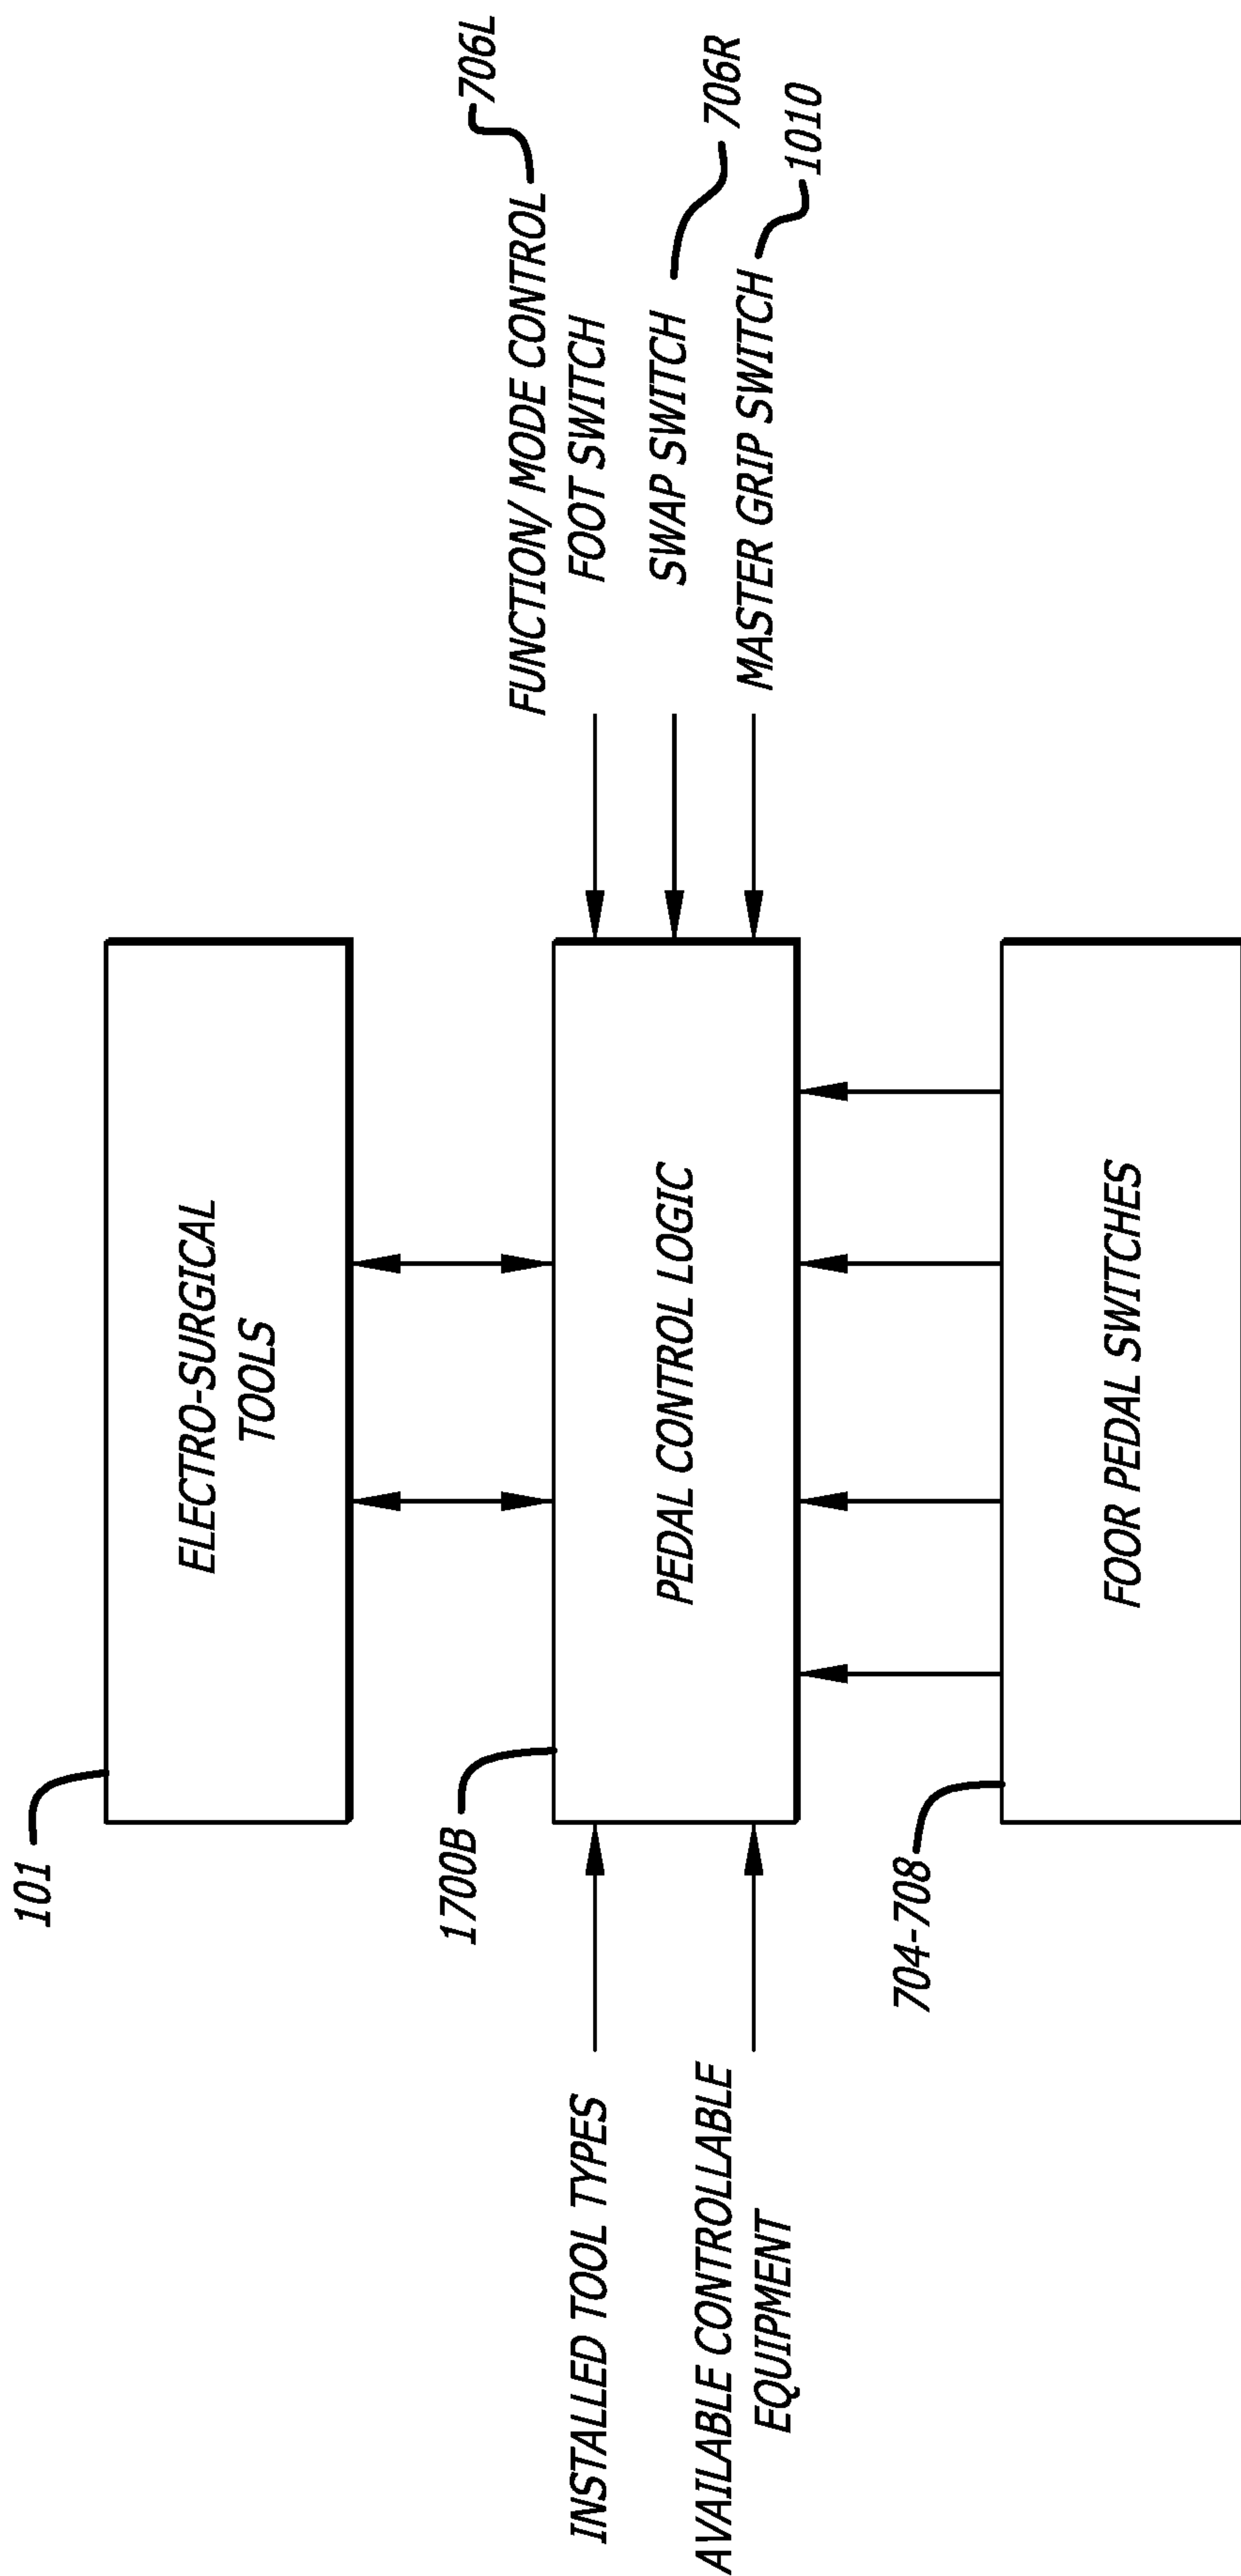 101
ELECTRO-SURGICAL
TOOLS
1700B
INSTALLED TOOL TYPES
AVAILABLE CONTROLLABLE
EQUIPMENT
PEDAL CONTROL LOGIC
FUNCTION/ MODE CONTROL
FOOT SWITCH
706L
SWAP SWITCH
706R
MASTER GRIP SWITCH
1010
704-708
FOOR PEDAL SWITCHES